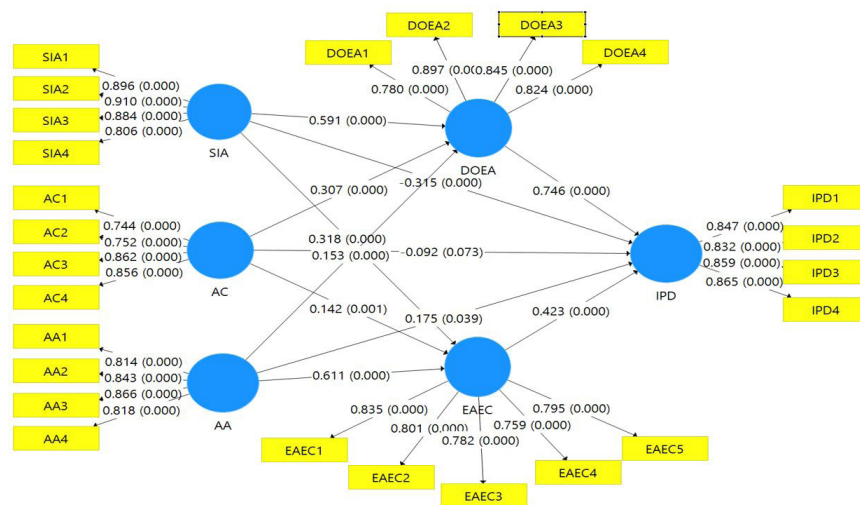 DOEA2
DOEA3
DOEA1
DOEA4
SIA1
SIA2
SIA3
SIA4
0.896 (0.000)
0.910 (0.000)
0.884 (0.000)
0.806 (0.000)
SIA
0.780 (0.000)
0.897 (0.00
0.845 (0.000)
0.824 (0.000)
DOEA
0.591 (0.000)
0.307 (0.000)
-0.315 (0.000)
0.746 (0.000)
AC1
AC2
AC3
AC4
0.744 (0.000)
0.752 (0.000)
0.862 (0.000)
0.856 (0.000)
AC
0.318 (0.000)
0.153 (0.000)
-0.092 (0.073)
IPD
0.847 (0.000)
0.832 (0.000)
0.859 (0.000)
0.865 (0.000)
IPD1
IPD2
IPD3
IPD4
0.142 (0.001)
0.175 (0.039)
0.423 (0.000)
AA1
AA2
AA3
AA4
0.814 (0.000)
0.843 (0.000)
0.866 (0.000)
0.818 (0.000)
AA
0.611 (0.000)
EAEC
0.835 (0.000)
0.801 (0.000)
0.782 (0.000)
0.759 (0.000)
0.795 (0.000)
EAEC1
EAEC2
EAEC3
EAEC4
EAEC5